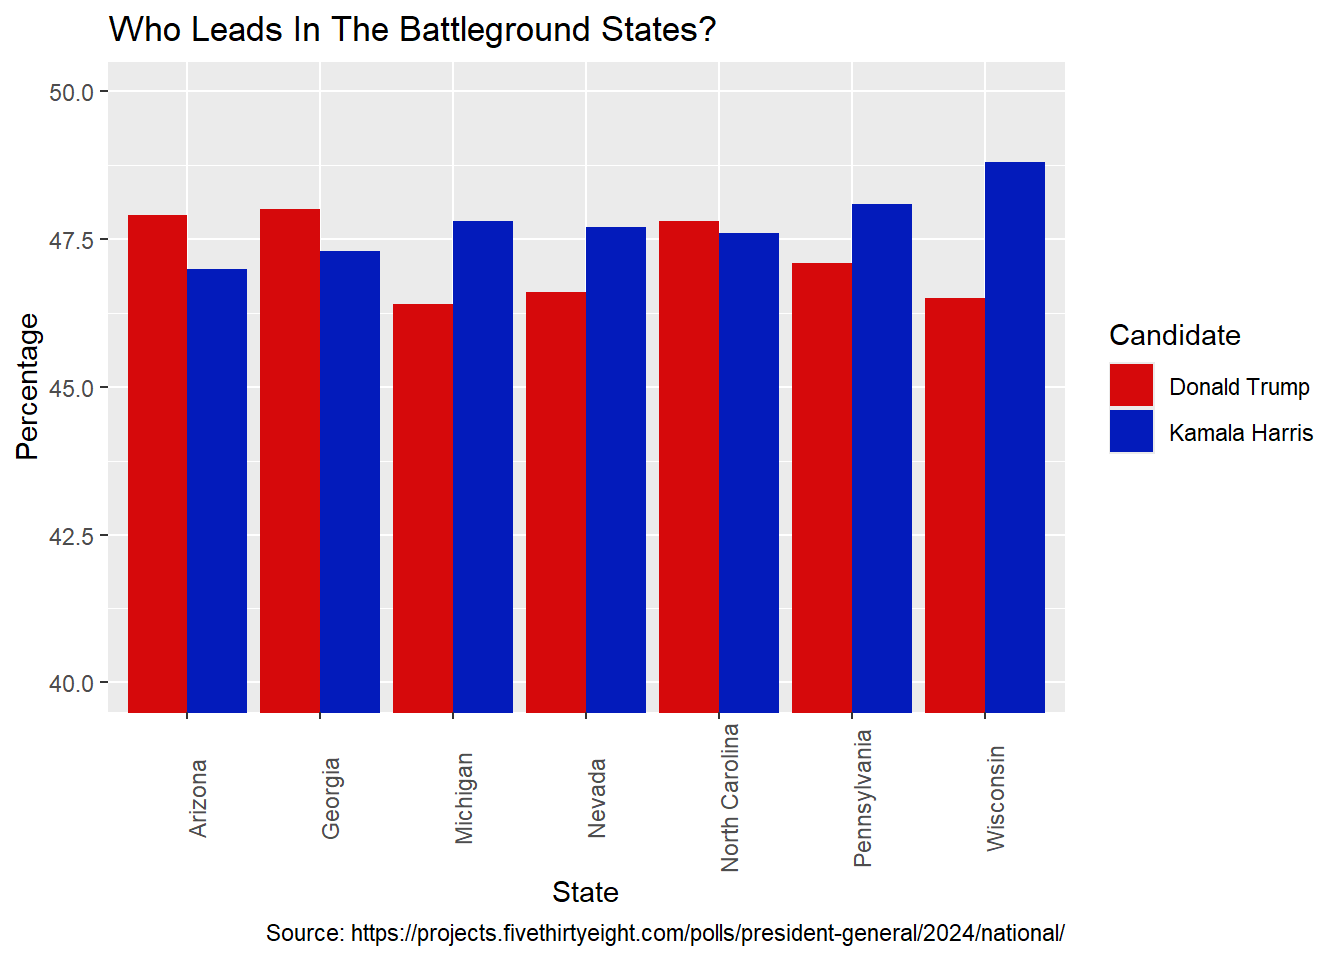 Who Leads In The Battleground States?
50.0
47.5
45.0
42.5
40.0
Percentage
Arizona
Georgia
Michigan
Nevada
North Carolina
Pennsylvania
Wisconsin
State
Candidate
Donald Trump
Kamala Harris
Source: https://projects.fivethirtyeight.com/polls/president-general/2024/national/